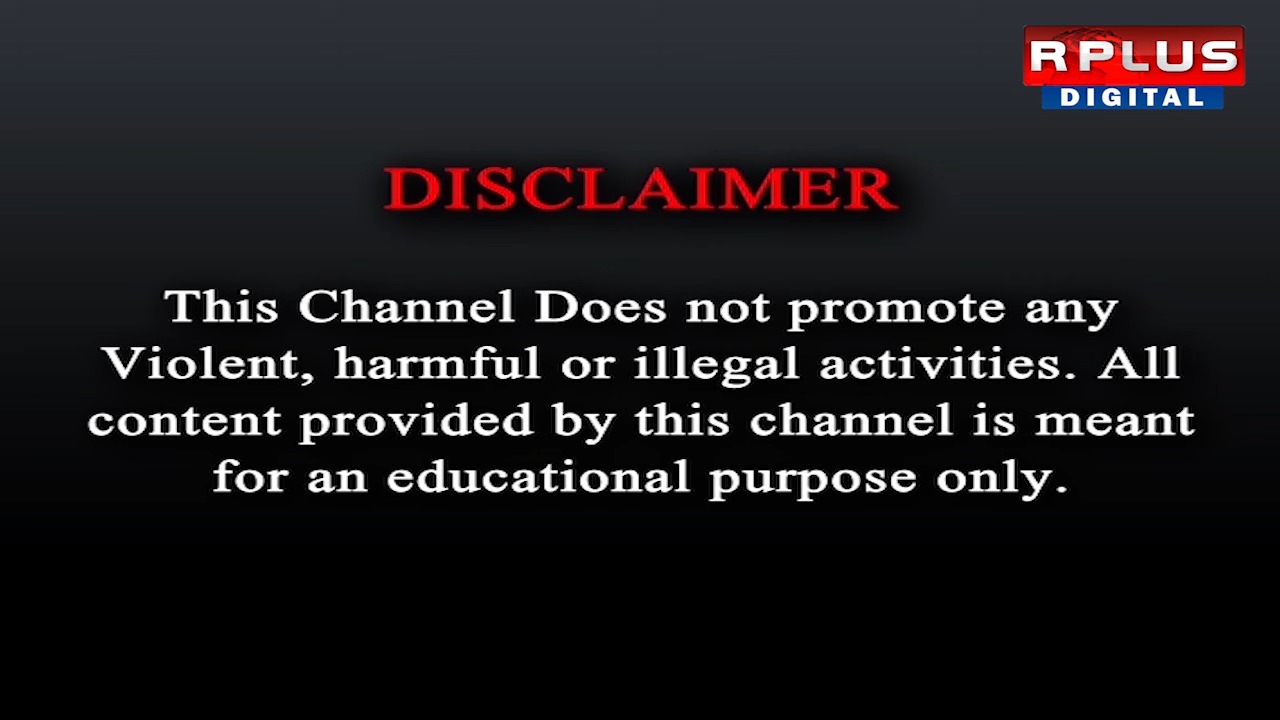 RPLUS
DIGITAL
DISCLAIMER
This Channel Does not promote any
Violent, harmful or illegal activities. All
content provided by this channel is meant
for an educational purpose only.